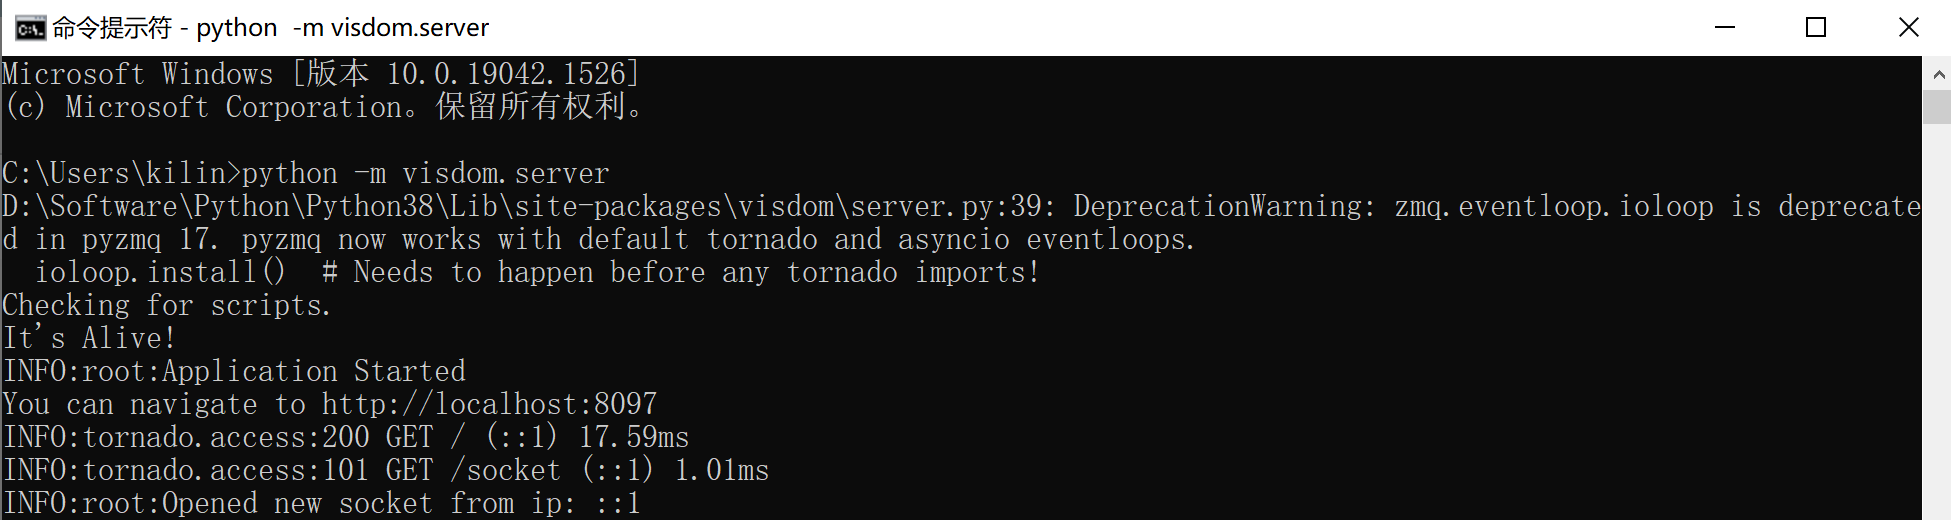 命令提示符 - python  -m visdom.server
Microsoft Windows [版本 10.0.19042.1526]
(c) Microsoft Corporation。保留所有权利。
C:\Users\kilin>python -m visdom.server
D:\Software\Python\Python38\Lib\site-packages\visdom\server.py:39: DeprecationWarning: zmq.eventloop.ioloop is deprecate
d in pyzmq 17. pyzmq now works with default tornado and asyncio eventloops.
  ioloop.install()  # Needs to happen before any tornado imports!
Checking for scripts.
It's Alive!
INFO:root:Application Started
You can navigate to http://localhost:8097
INFO:tornado.access:200 GET / (::1) 17.59ms
INFO:tornado.access:101 GET /socket (::1) 1.01ms
INFO:root:Opened new socket from ip: ::1